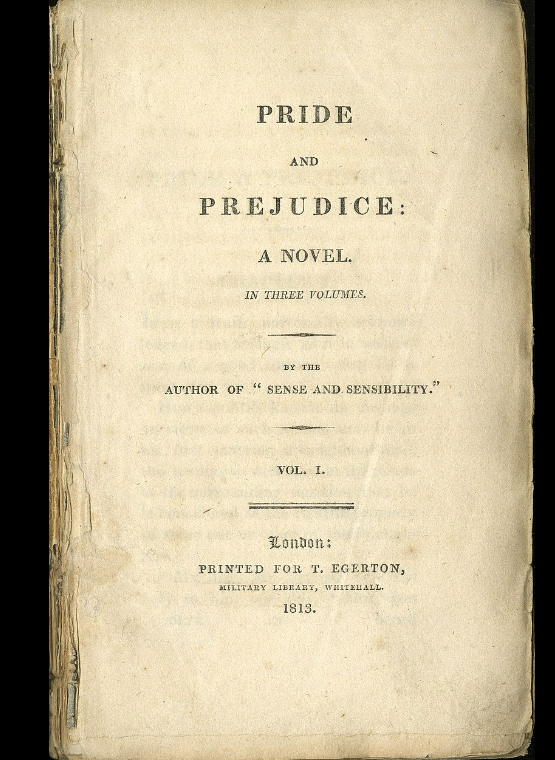 PRIDE
AND
PREJUDICE:
A NOVEL.
IN THREE VOLUMES.
BY THE
AUTHOR OF “ SENSE AND SENSIBILITY.”
VOL. I.
London:
PRINTED FOR T. EGERTON,
MILITARY LIBRARY, WHITEHALL.
1813.